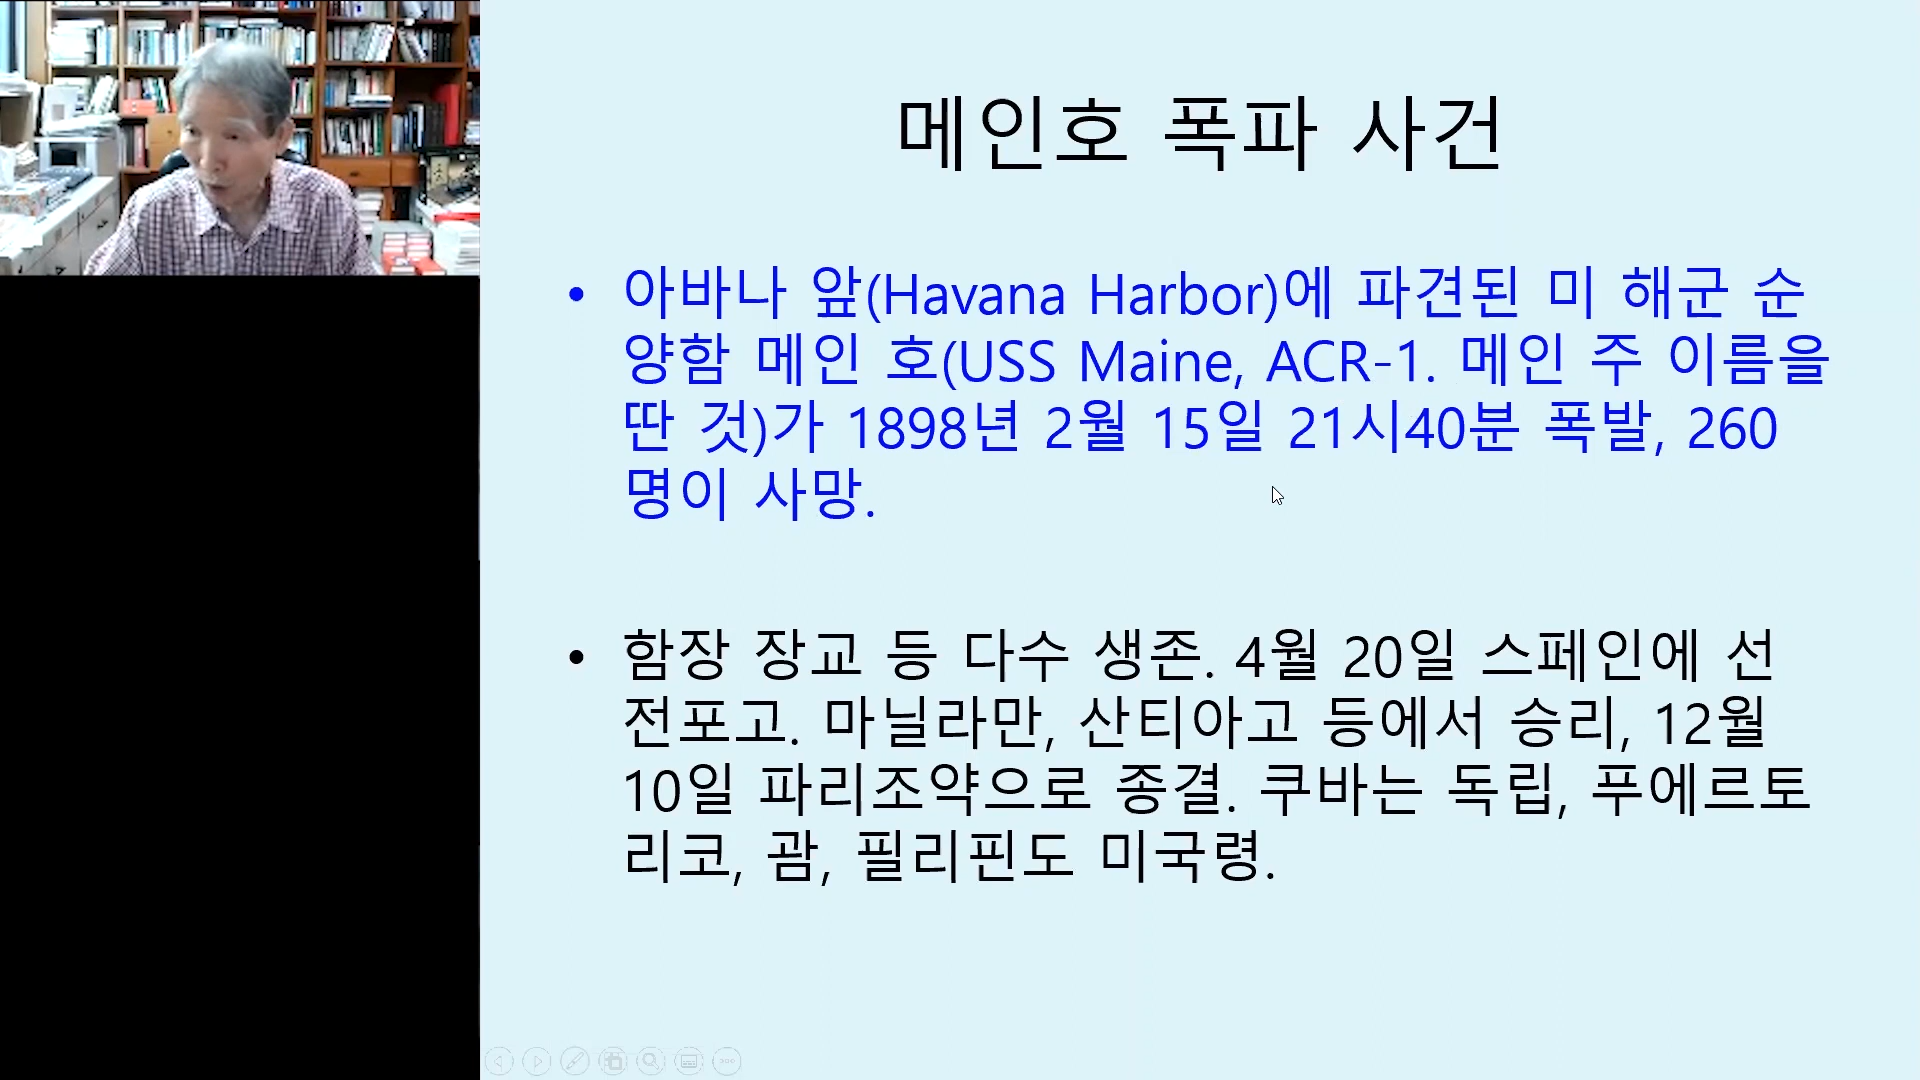 메인호 폭파 사건
• 아바나 앞(Havana Harbor)에 파견된 미 해군 순
양함 메인 호(USS Maine, ACR-1. 메인 주 이름을
딴 것)가 1898년 2월 15일 21시40분 폭발, 260
명이 사망.
• 함장 장교 등 다수 생존. 4월 20일 스페인에 선
전포고. 마닐라만, 산티아고 등에서 승리, 12월
10일 파리조약으로 종결. 쿠바는 독립, 푸에르토
리코, 괌, 필리핀도 미국령.